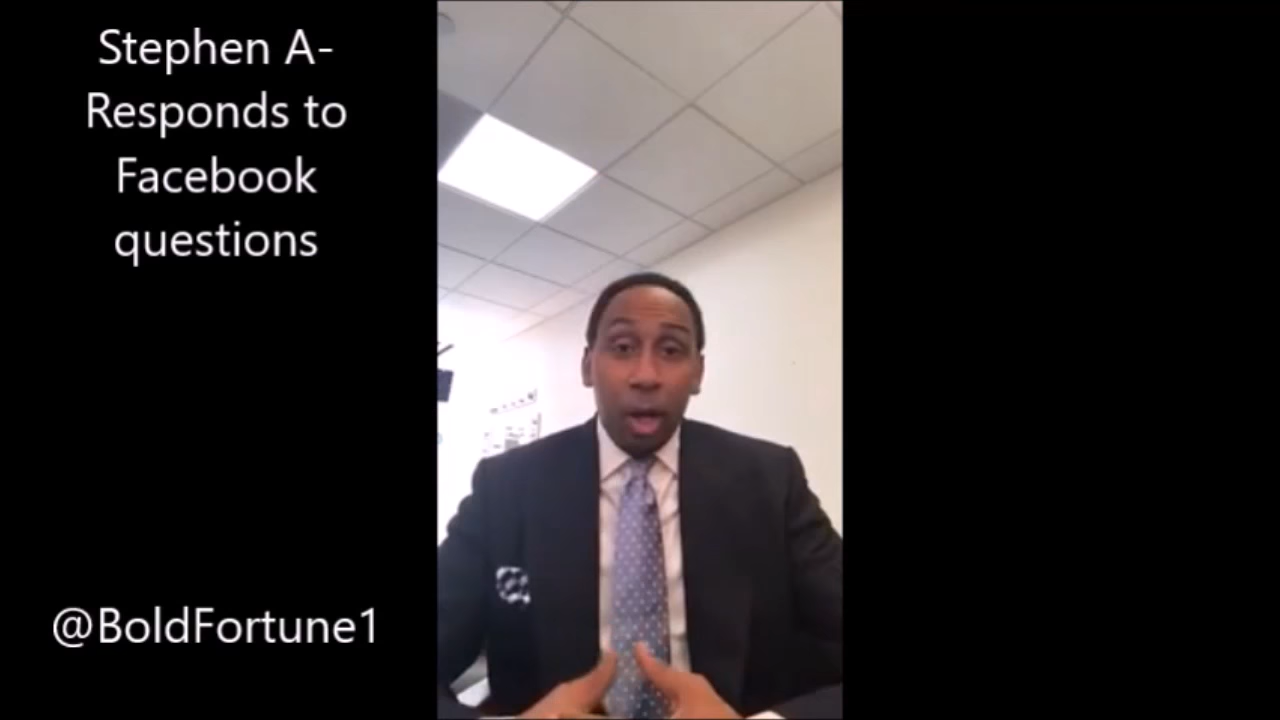 Stephen A-
Responds to
Facebook
questions
@BoldFortune1